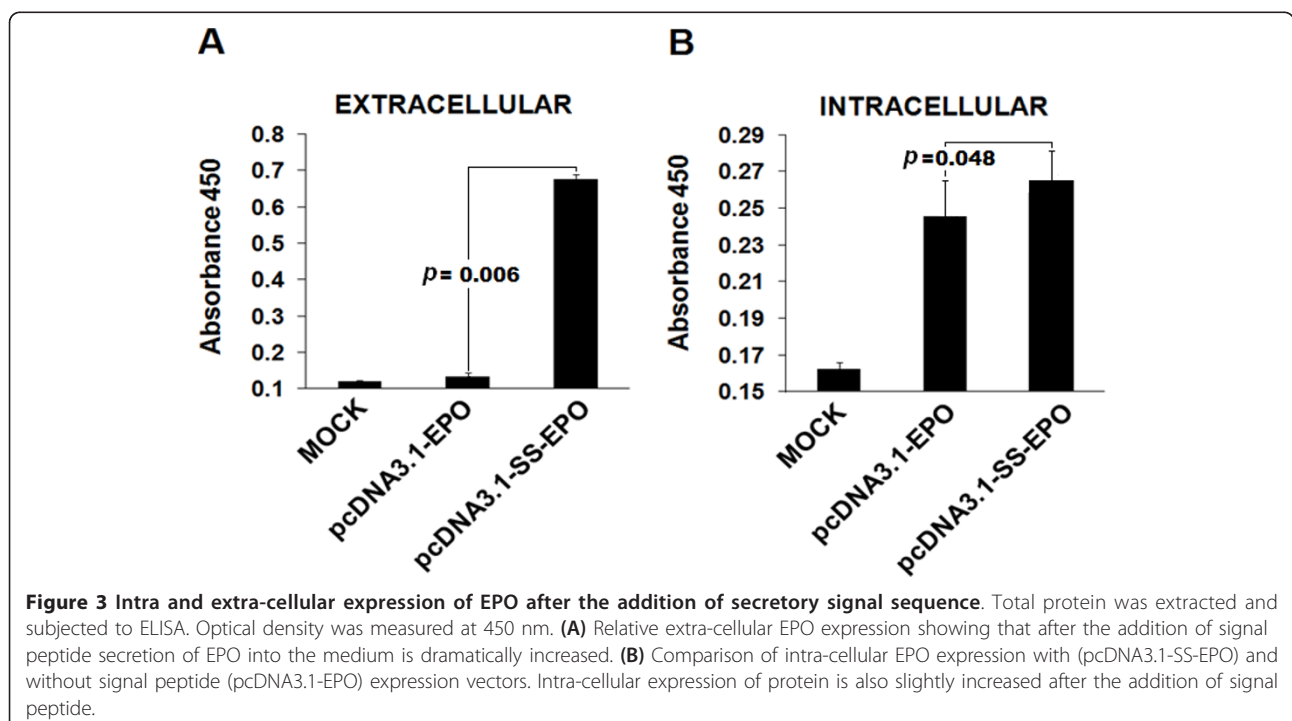 A
B
EXTRACELLULAR
INTRACELLULAR
Absorbance 450
0.8
0.7
0.6
0.5
0.4
0.3
0.2
0.1
p= 0.006
MOCK
pcDNA3.1-EPO
pcDNA3.1-SS-EPO
Absorbance 450
0.29
0.27
0.25
0.23
0.21
0.19
0.17
0.15
p=0.048
MOCK
pcDNA3.1-EPO
pcDNA3.1-SS-EPO
Figure 3 Intra and extra-cellular expression of EPO after the addition of secretory signal sequence. Total protein was extracted and
subjected to ELISA. Optical density was measured at 450 nm. (A) Relative extra-cellular EPO expression showing that after the addition of signal
peptide secretion of EPO into the medium is dramatically increased. (B) Comparison of intra-cellular EPO expression with (pcDNA3.1-SS-EPO) and
without signal peptide (pcDNA3.1-EPO) expression vectors. Intra-cellular expression of protein is also slightly increased after the addition of signal
peptide.